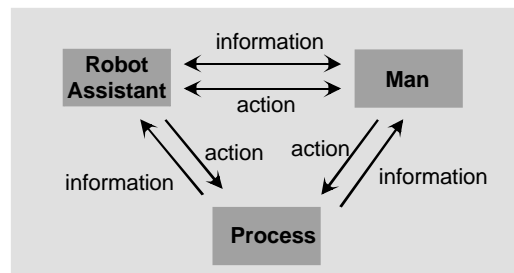 information
Robot
Assistant
Man
action
action
action
information
information
Process